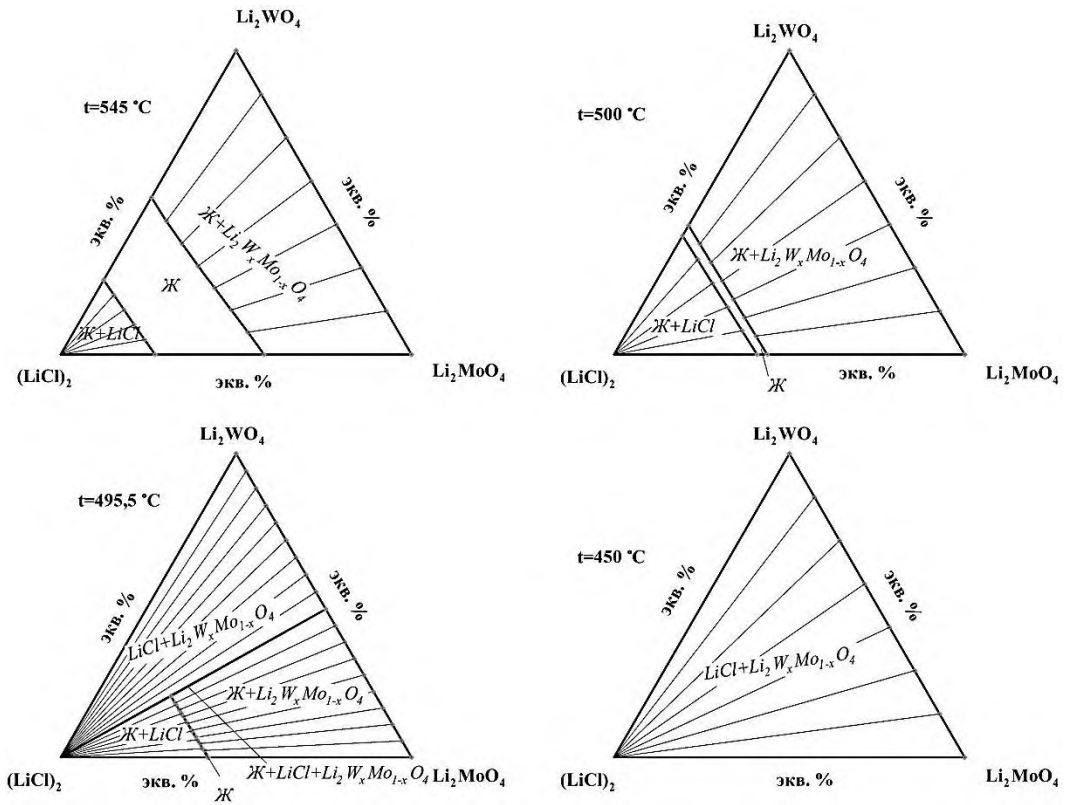 Li₂WO₄
t=545 °C
экв. %
экв. %
Ж+Li₂WₓMo₁₋ₓO₄
Ж
Ж+LiCl
(LiCl)₂
экв. %
Li₂MoO₄
Li₂WO₄
t=500 °C
экв. %
экв. %
Ж+Li₂WₓMo₁₋ₓO₄
Ж+LiCl
(LiCl)₂
Ж
экв. %
Li₂MoO₄
Li₂WO₄
t=495,5 °C
экв. %
экв. %
LiCl+Li₂WₓMo₁₋ₓO₄
Ж+Li₂WₓMo₁₋ₓO₄
Ж+LiCl
Ж+LiCl+Li₂WₓMo₁₋ₓO₄
(LiCl)₂
экв. %
Ж
Li₂MoO₄
Li₂WO₄
t=450 °C
экв. %
экв. %
LiCl+Li₂WₓMo₁₋ₓO₄
(LiCl)₂
экв. %
Li₂MoO₄